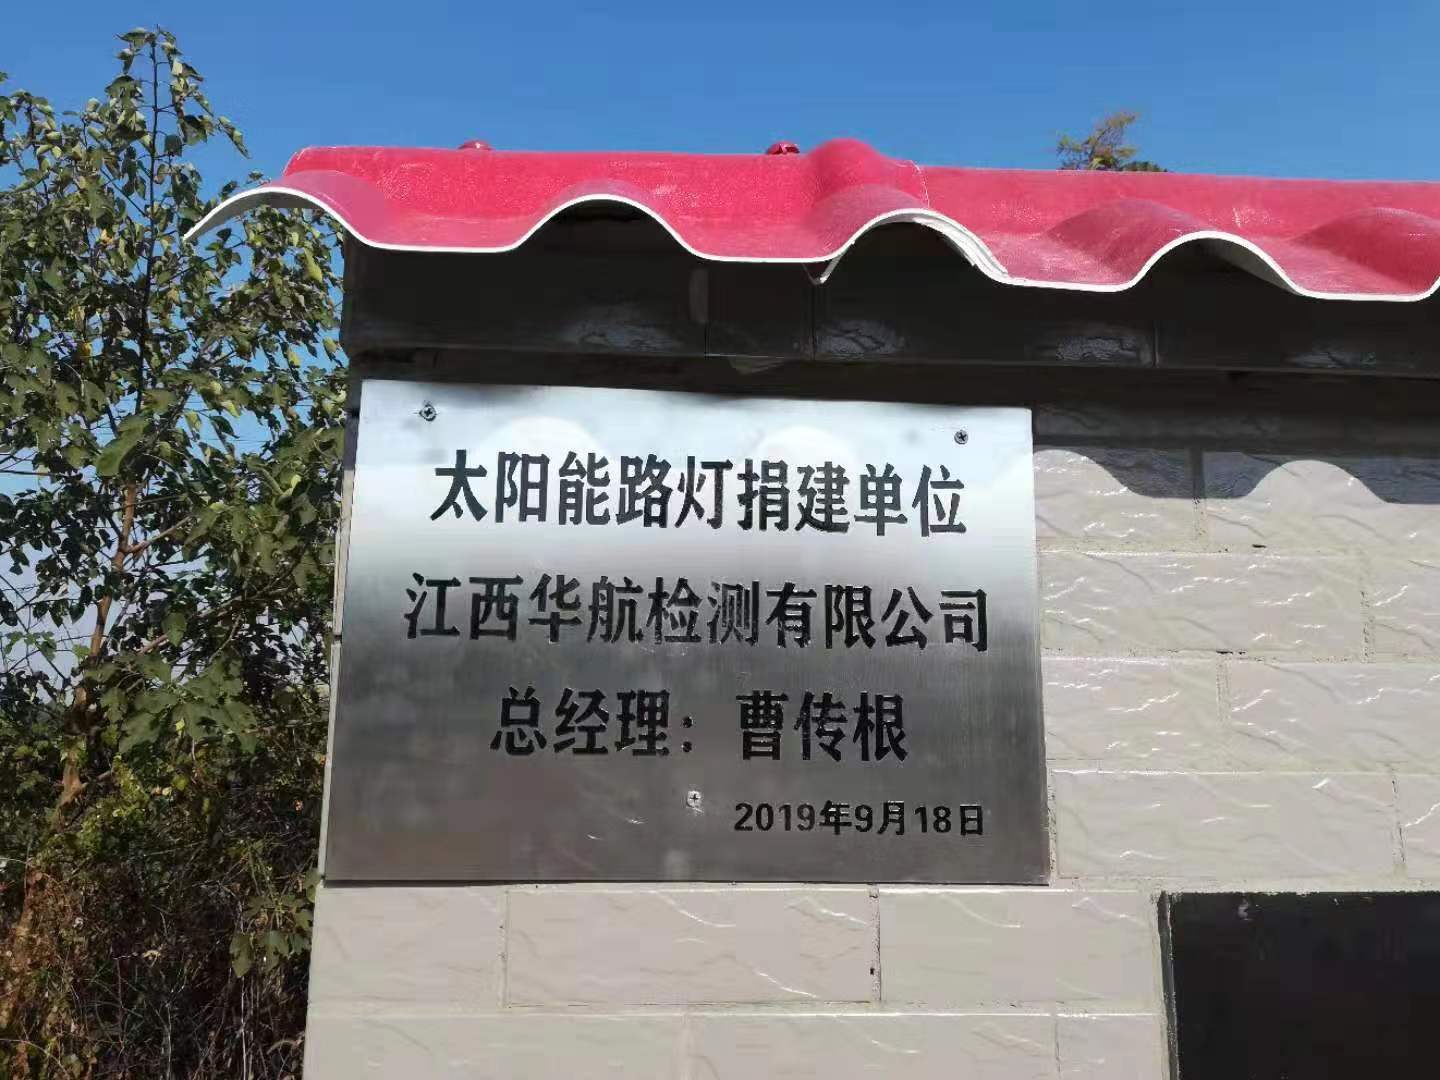 太阳能路灯捐建单位
江西华航检测有限公司
总经理：曹传根
2019年9月18日